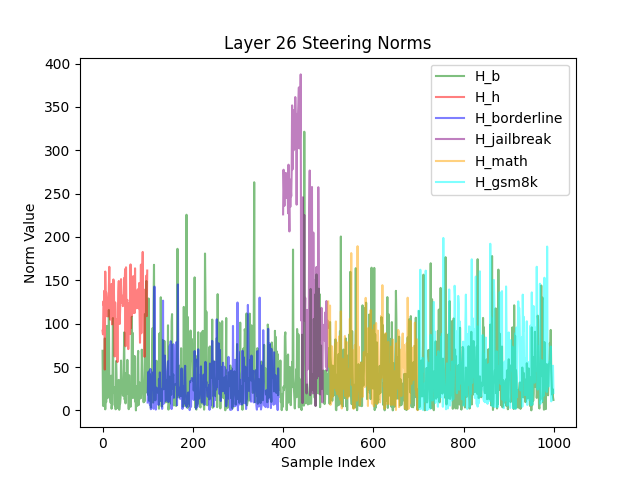 Layer 26 Steering Norms
400
350
300
250
200
150
100
50
0
Norm Value
H_b
H_h
H_borderline
H_jailbreak
H_math
H_gsm8k
0 200 400 600 800 1000
Sample Index